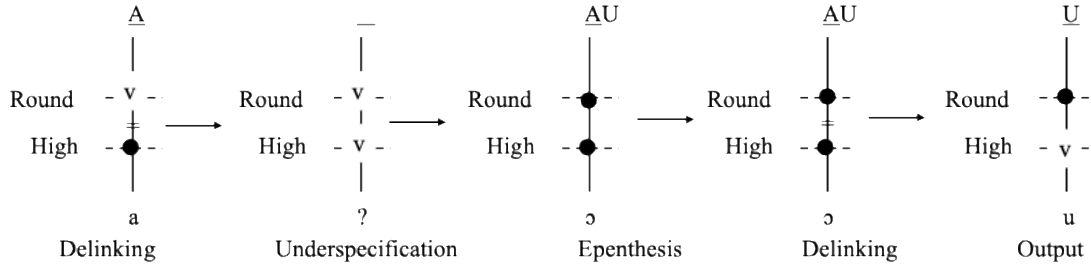 A AU AU U
v v
Round Round Round Round Round
High High v High High High v
a ? ɔ ɔ u
Delinking Underspecification Epenthesis Delinking Output